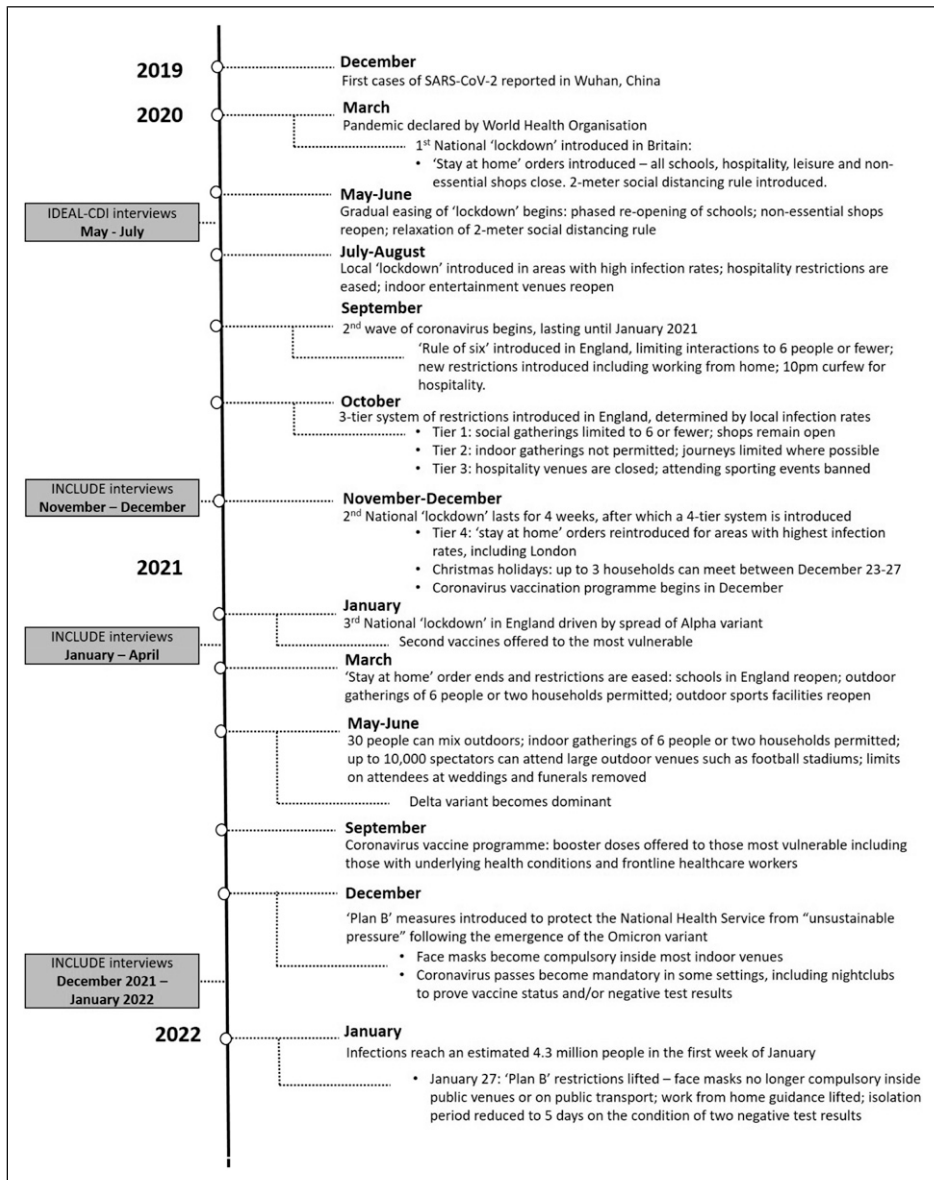 2019
December
First cases of SARS-CoV-2 reported in Wuhan, China
2020
March
Pandemic declared by World Health Organisation
1st National ‘lockdown’ introduced in Britain:
• ‘Stay at home’ orders introduced – all schools, hospitality, leisure and non-
essential shops close. 2-meter social distancing rule introduced.
May-June
Gradual easing of ‘lockdown’ begins: phased re-opening of schools; non-essential shops
reopen; relaxation of 2-meter social distancing rule
IDEAL-CDI interviews
May - July
July-August
Local ‘lockdown’ introduced in areas with high infection rates; hospitality restrictions are
eased; indoor entertainment venues reopen
September
2nd wave of coronavirus begins, lasting until January 2021
‘Rule of six’ introduced in England, limiting interactions to 6 people or fewer;
new restrictions introduced including working from home; 10pm curfew for
hospitality.
October
3-tier system of restrictions introduced in England, determined by local infection rates
• Tier 1: social gatherings limited to 6 or fewer; shops remain open
• Tier 2: indoor gatherings not permitted; journeys limited where possible
• Tier 3: hospitality venues are closed; attending sporting events banned
INCLUDE interviews
November – December
November-December
2nd National ‘lockdown’ lasts for 4 weeks, after which a 4-tier system is introduced
• Tier 4: ‘stay at home’ orders reintroduced for areas with highest infection
rates, including London
• Christmas holidays: up to 3 households can meet between December 23-27
• Coronavirus vaccination programme begins in December
2021
January
3rd National ‘lockdown’ in England driven by spread of Alpha variant
Second vaccines offered to the most vulnerable
INCLUDE interviews
January – April
March
‘Stay at home’ order ends and restrictions are eased: schools in England reopen; outdoor
gatherings of 6 people or two households permitted; outdoor sports facilities reopen
May-June
30 people can mix outdoors; indoor gatherings of 6 people or two households permitted;
up to 10,000 spectators can attend large outdoor venues such as football stadiums; limits
on attendees at weddings and funerals removed
Delta variant becomes dominant
September
Coronavirus vaccine programme: booster doses offered to those most vulnerable including
those with underlying health conditions and frontline healthcare workers
December
‘Plan B’ measures introduced to protect the National Health Service from “unsustainable
pressure” following the emergence of the Omicron variant
• Face masks become compulsory inside most indoor venues
• Coronavirus passes become mandatory in some settings, including nightclubs
to prove vaccine status and/or negative test results
INCLUDE interviews
December 2021 –
January 2022
2022
January
Infections reach an estimated 4.3 million people in the first week of January
• January 27: ‘Plan B’ restrictions lifted – face masks no longer compulsory inside
public venues or on public transport; work from home guidance lifted; isolation
period reduced to 5 days on the condition of two negative test results